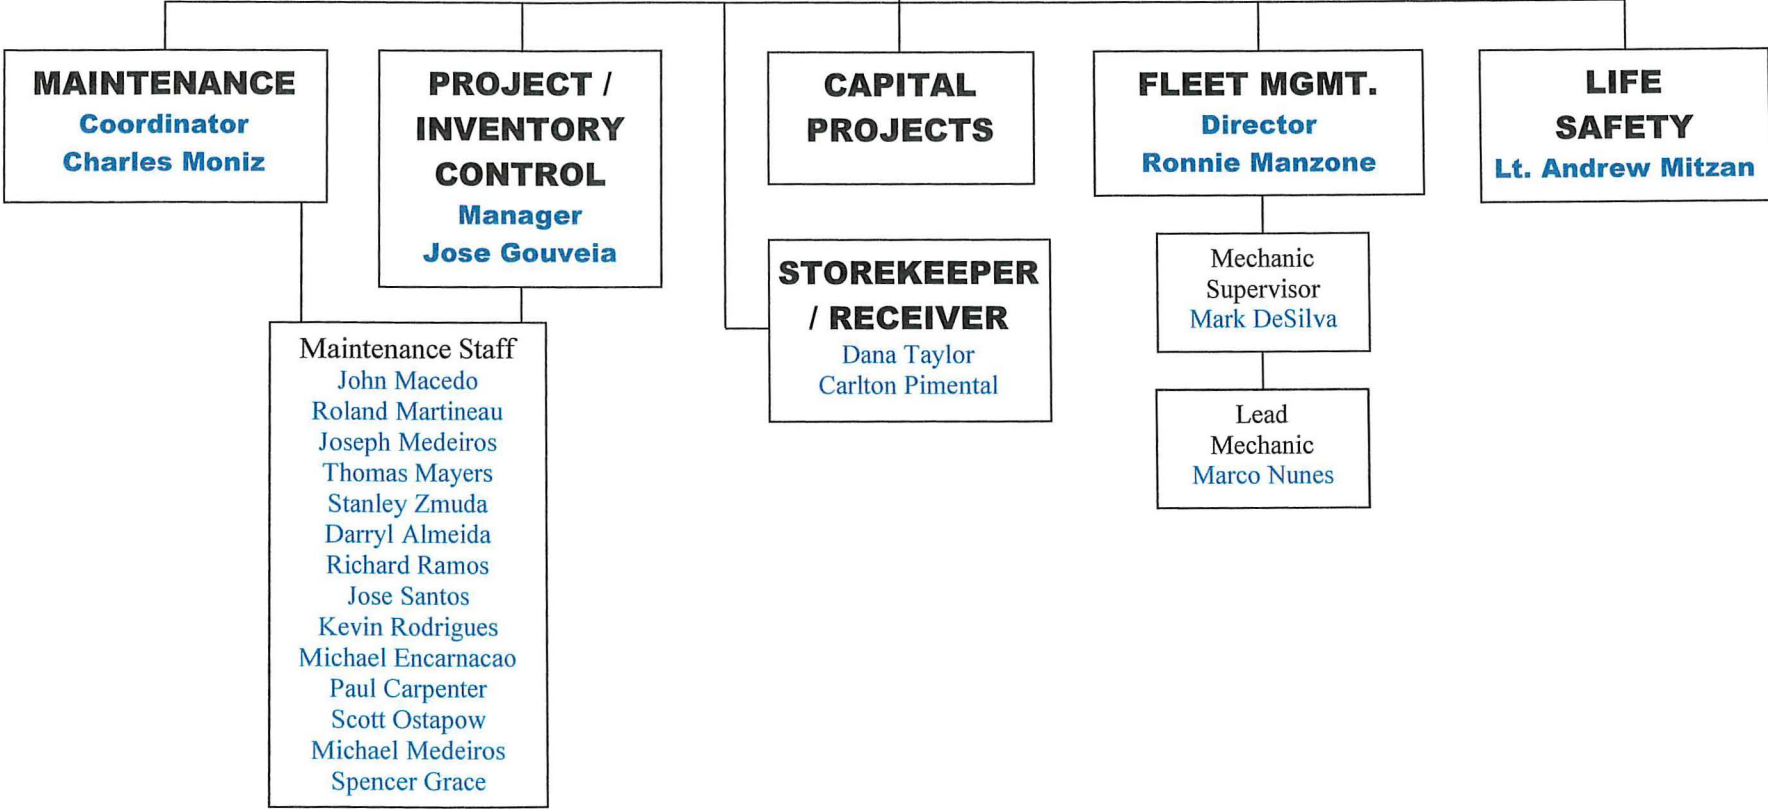 MAINTENANCE
Coordinator
Charles Moniz
PROJECT /
INVENTORY
CONTROL
Manager
Jose Gouveia
CAPITAL
PROJECTS
FLEET MGMT.
Director
Ronnie Manzone
LIFE
SAFETY
Lt. Andrew Mitzan
Maintenance Staff
John Macedo
Roland Martineau
Joseph Medeiros
Thomas Mayers
Stanley Zmuda
Darryl Almeida
Richard Ramos
Jose Santos
Kevin Rodrigues
Michael Encarnacao
Paul Carpenter
Scott Ostapow
Michael Medeiros
Spencer Grace
STOREKEEPER
/ RECEIVER
Dana Taylor
Carlton Pimental
Mechanic
Supervisor
Mark DeSilva
Lead
Mechanic
Marco Nunes